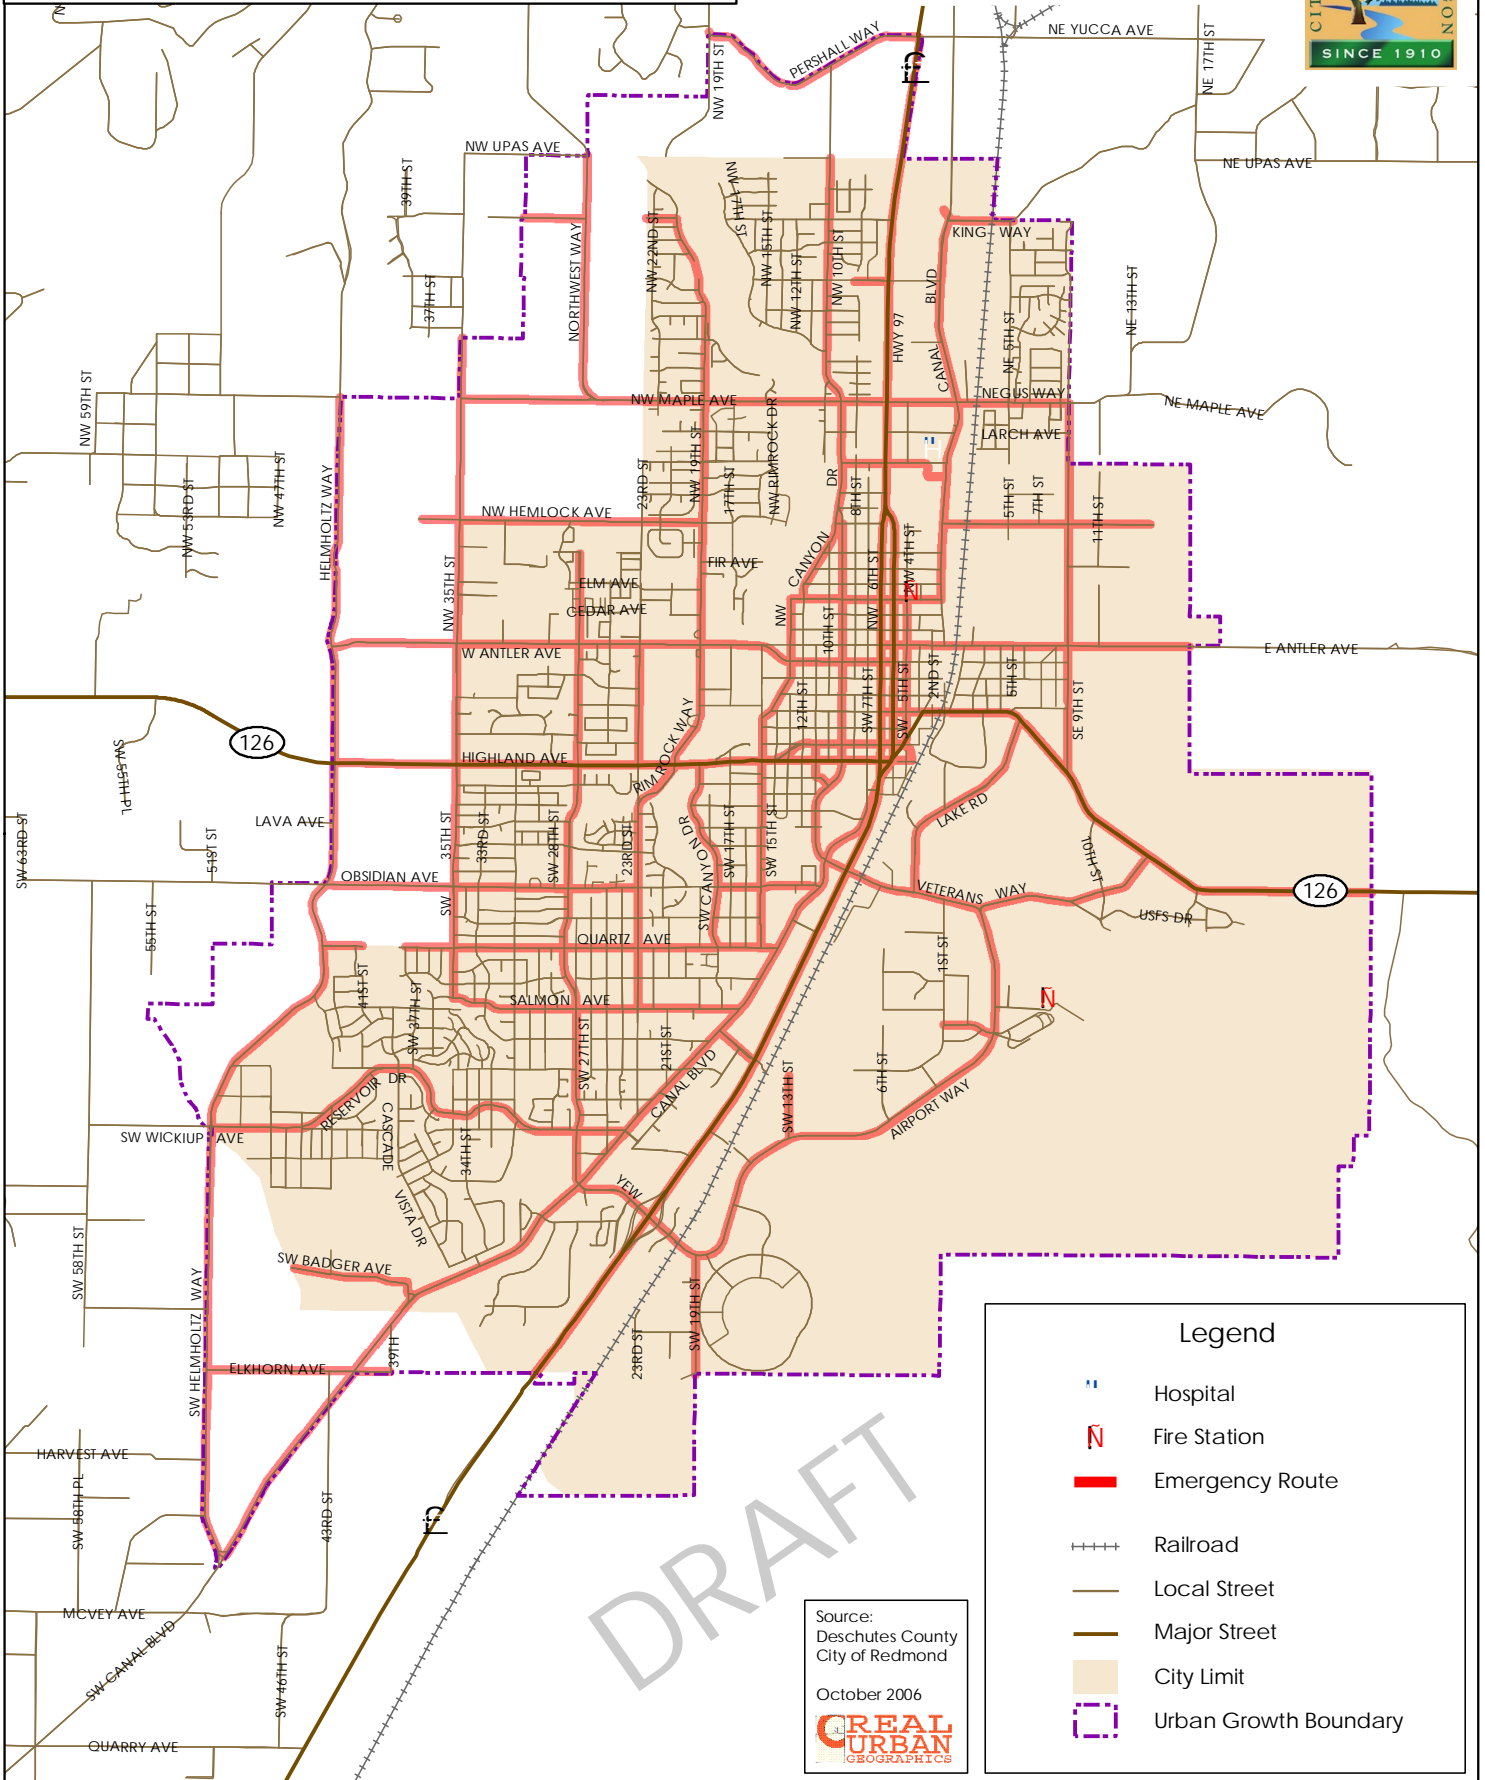 SINCE 1910
PERSHALL WAY
NE YUCCA AVE
NW 19TH ST
NE 17TH ST
NW UPAS AVE
NE UPAS AVE
39TH ST
NW 17TH ST
NW 22ND ST
NW 15TH ST
NW 12TH ST
NW 10TH ST
KING WAY
NORTHWEST WAY
37TH ST
HWY 97
CANAL BLVD
NE 5TH ST
NE 13TH ST
NW 59TH ST
NW MAPLE AVE
NEGUS WAY
NE MAPLE AVE
LARCH AVE
NW 47TH ST
NW 53RD ST
HELMHOLTZ WAY
23RD ST
NW 19TH ST
17TH ST
NW RIMROCK DR
NW CANYON DR
8TH ST
5TH ST
7TH ST
11TH ST
NW HEMLOCK AVE
FIR AVE
NW 35TH ST
ELM AVE
CEDAR AVE
NW 6TH ST
NW 4TH ST
10TH ST
W ANTLER AVE
E ANTLER AVE
12TH ST
SW 7TH ST
SW 5TH ST
2ND ST
5TH ST
SE 9TH ST
126
HIGHLAND AVE
RIM ROCK WAY
SW 55TH PL
SW 63RD ST
LAVA AVE
51ST ST
SW 35TH ST
33RD ST
SW 28TH ST
23RD ST
SW CANYON DR
SW 17TH ST
SW 15TH ST
LAKE RD
10TH ST
OBSIDIAN AVE
VETERANS WAY
126
USFS DR
55TH ST
QUARTZ AVE
1ST ST
41ST ST
SW 37TH ST
SALMON AVE
SW 27TH ST
21ST ST
CANAL BLVD
SW 13TH ST
6TH ST
AIRPORT WAY
RESERVOIR DR
SW WICKIUP AVE
CASCADE VISTA DR
34TH ST
YEW
SW 58TH ST
SW BADGER AVE
SW HELMHOLTZ WAY
SW 19TH ST
23RD ST
39TH
ELKHORN AVE
HARVEST AVE
SW 58TH PL
43RD ST
MCVEY AVE
SW CANAL BLVD
SW 46TH ST
QUARRY AVE
DRAFT
Source:
Deschutes County
City of Redmond
October 2006
REAL
URBAN
GEOGRAPHICS
Legend
Hospital
Fire Station
Emergency Route
Railroad
Local Street
Major Street
City Limit
Urban Growth Boundary